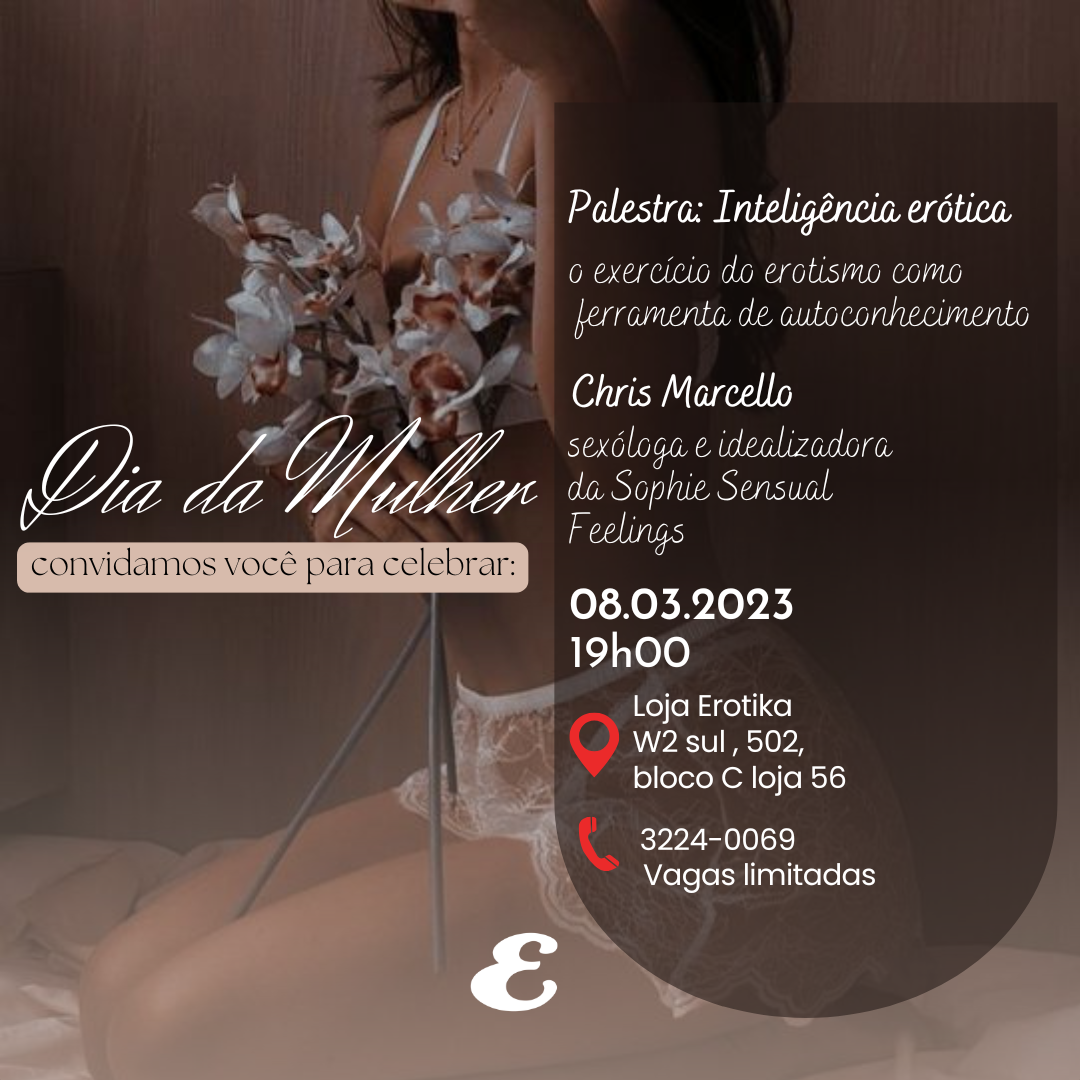 Dia da Mulher
convidamos você para celebrar:
Palestra: Inteligência erótica
o exercício do erotismo como
ferramenta de autoconhecimento
Chris Marcello
sexóloga e idealizadora
da Sophie Sensual
Feelings
08.03.2023
19h00
Loja Erotika
W2 sul , 502,
bloco C loja 56
3224-0069
Vagas limitadas
E